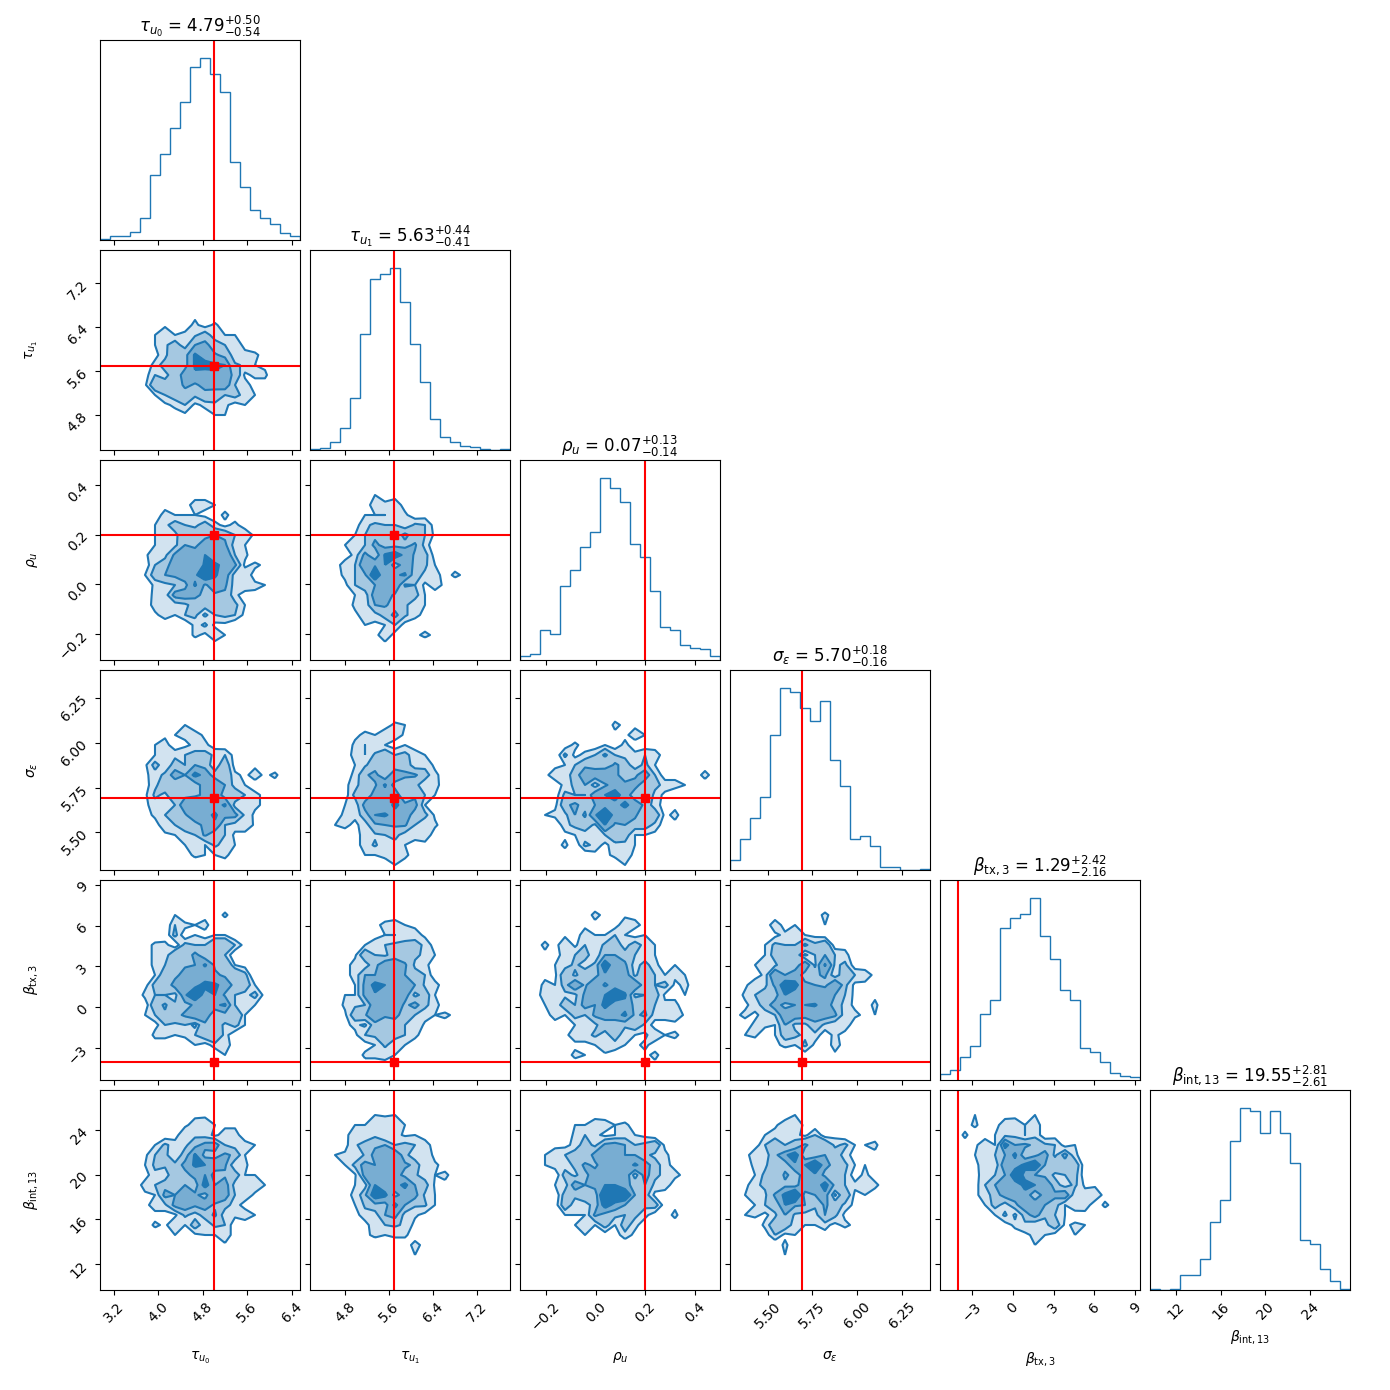 τ_{u_0} = 4.79^{+0.50}_{−0.54}
τ_{u_1} = 5.63^{+0.44}_{−0.41}
7.2
6.4
5.6
4.8
τ_{u_1}
ρ_u = 0.07^{+0.13}_{−0.14}
0.4
0.2
0.0
−0.2
ρ_u
σ_ε = 5.70^{+0.18}_{−0.16}
6.25
6.00
5.75
5.50
σ_ε
β_{tx, 3} = 1.29^{+2.42}_{−2.16}
9
6
3
0
−3
β_{tx, 3}
β_{int, 13} = 19.55^{+2.81}_{−2.61}
24
20
16
12
β_{int, 13}
3.2 4.0 4.8 5.6 6.4
4.8 5.6 6.4 7.2
−0.2 0.0 0.2 0.4
5.50 5.75 6.00 6.25
−3 0 3 6 9
12 16 20 24
τ_{u_0}
τ_{u_1}
ρ_u
σ_ε
β_{tx, 3}
β_{int, 13}